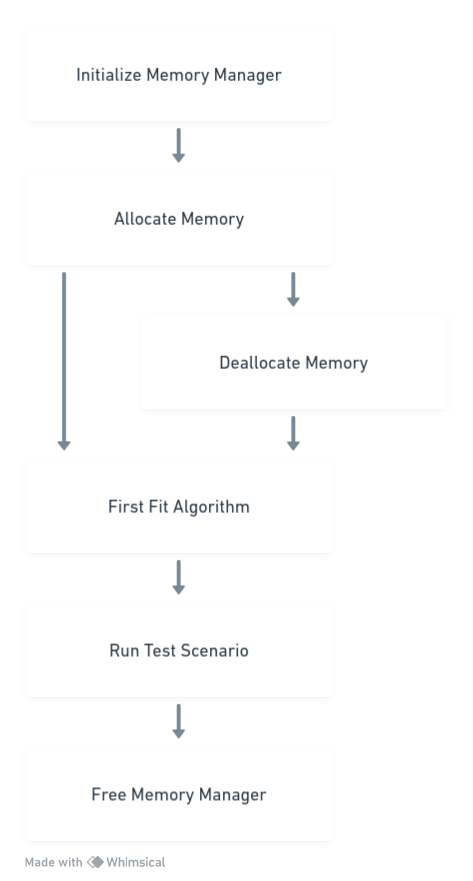 Initialize Memory Manager
Allocate Memory
Deallocate Memory
First Fit Algorithm
Run Test Scenario
Free Memory Manager
Made with Whimsical